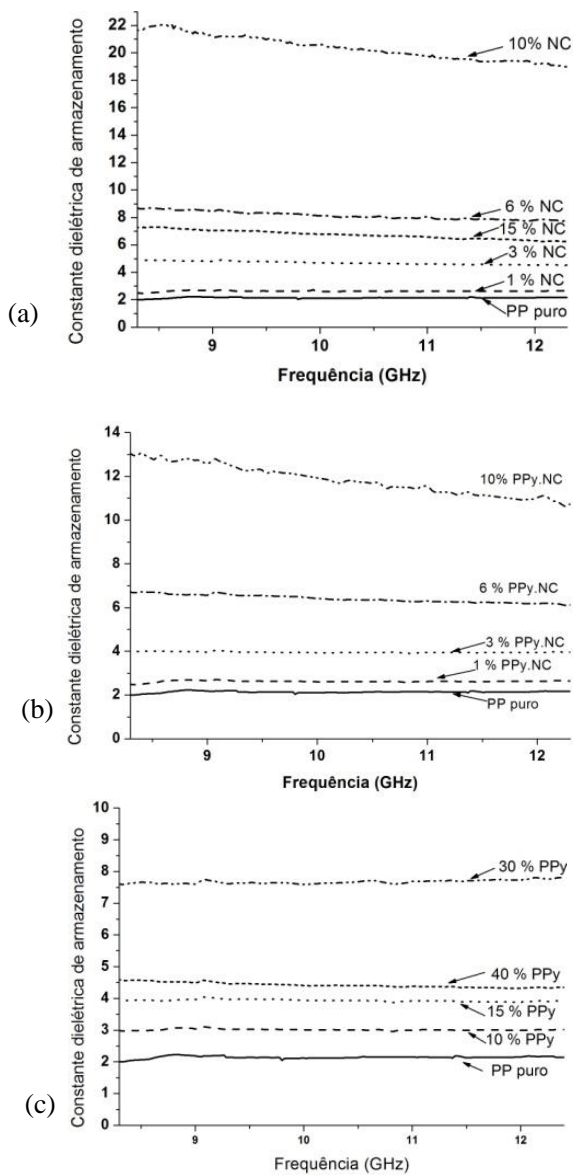 22
20
18
16
14
12
10
8
6
4
2
0
Constante dielétrica de armazenamento
10% NC
6 % NC
15 % NC
3 % NC
1 % NC
PP puro
(a)
9
10
11
12
Frequência (GHz)
14
12
10
8
6
4
2
0
Constante dielétrica de armazenamento
10% PPy.NC
6 % PPy.NC
3 % PPy.NC
1 % PPy.NC
PP puro
(b)
9
10
11
12
Frequência (GHz)
10
9
8
7
6
5
4
3
2
1
0
Constante dielétrica de armazenamento
30 % PPy
40 % PPy
15 % PPy
10 % PPy
PP puro
(c)
9
10
11
12
Frequência (GHz)